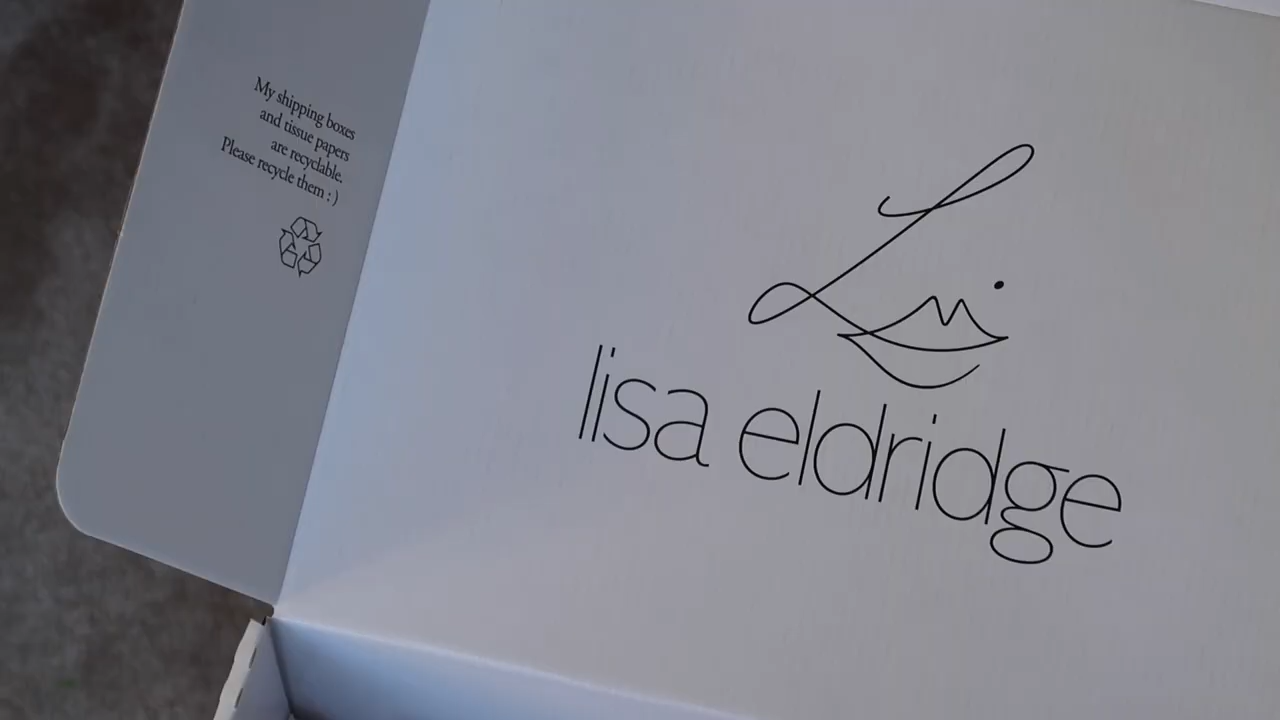 My shipping boxes
and tissue papers
are recyclable.
Please recycle them : )
lisa eldridge